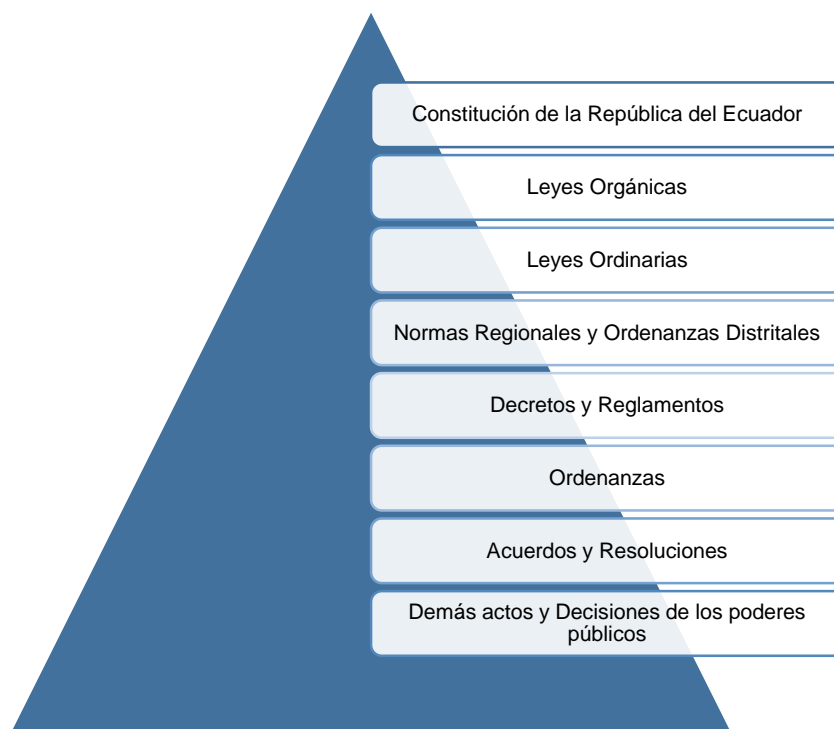 Constitución de la República del Ecuador
Leyes Orgánicas
Leyes Ordinarias
Normas Regionales y Ordenanzas Distritales
Decretos y Reglamentos
Ordenanzas
Acuerdos y Resoluciones
Demás actos y Decisiones de los poderes
públicos